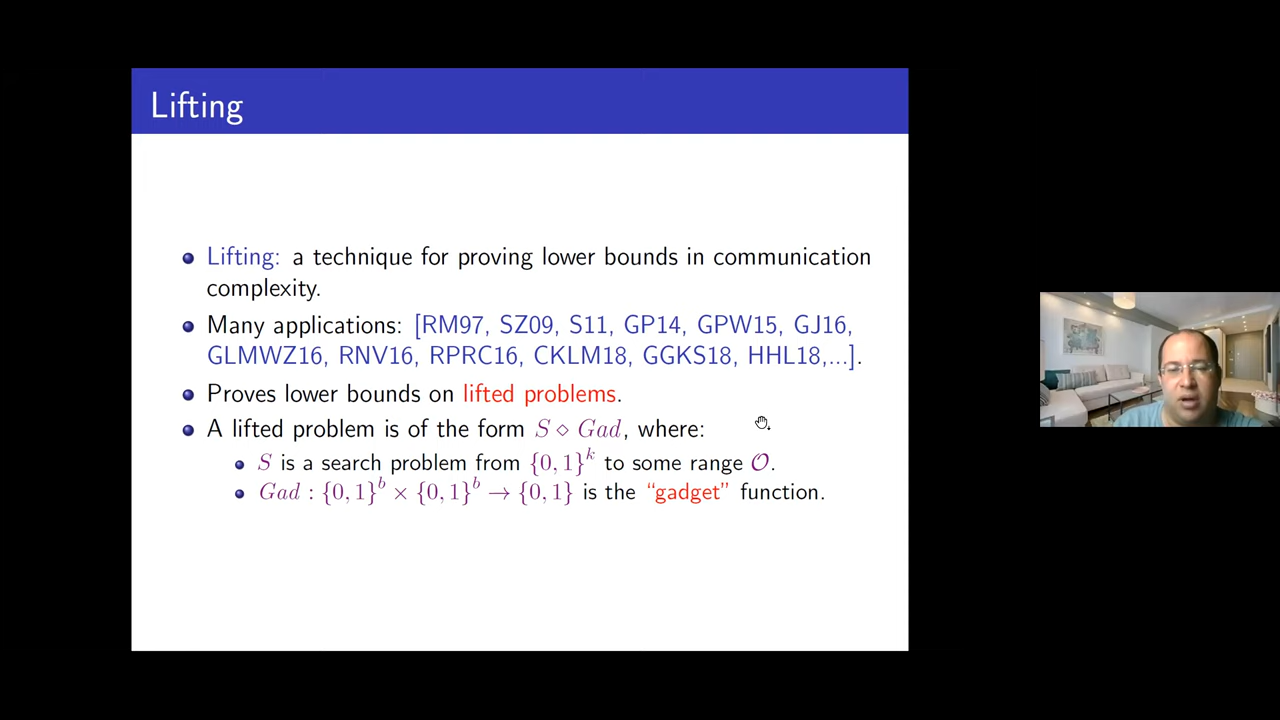 Lifting
Lifting: a technique for proving lower bounds in communication
complexity.
Many applications: [RM97, SZ09, S11, GP14, GPW15, GJ16,
GLMWZ16, RNV16, RPRC16, CKLM18, GGKS18, HHL18,...].
Proves lower bounds on lifted problems.
A lifted problem is of the form S ⋄ Gad, where:
S is a search problem from {0, 1}^k to some range 𝒪.
Gad : {0, 1}^b × {0, 1}^b → {0, 1} is the “gadget” function.